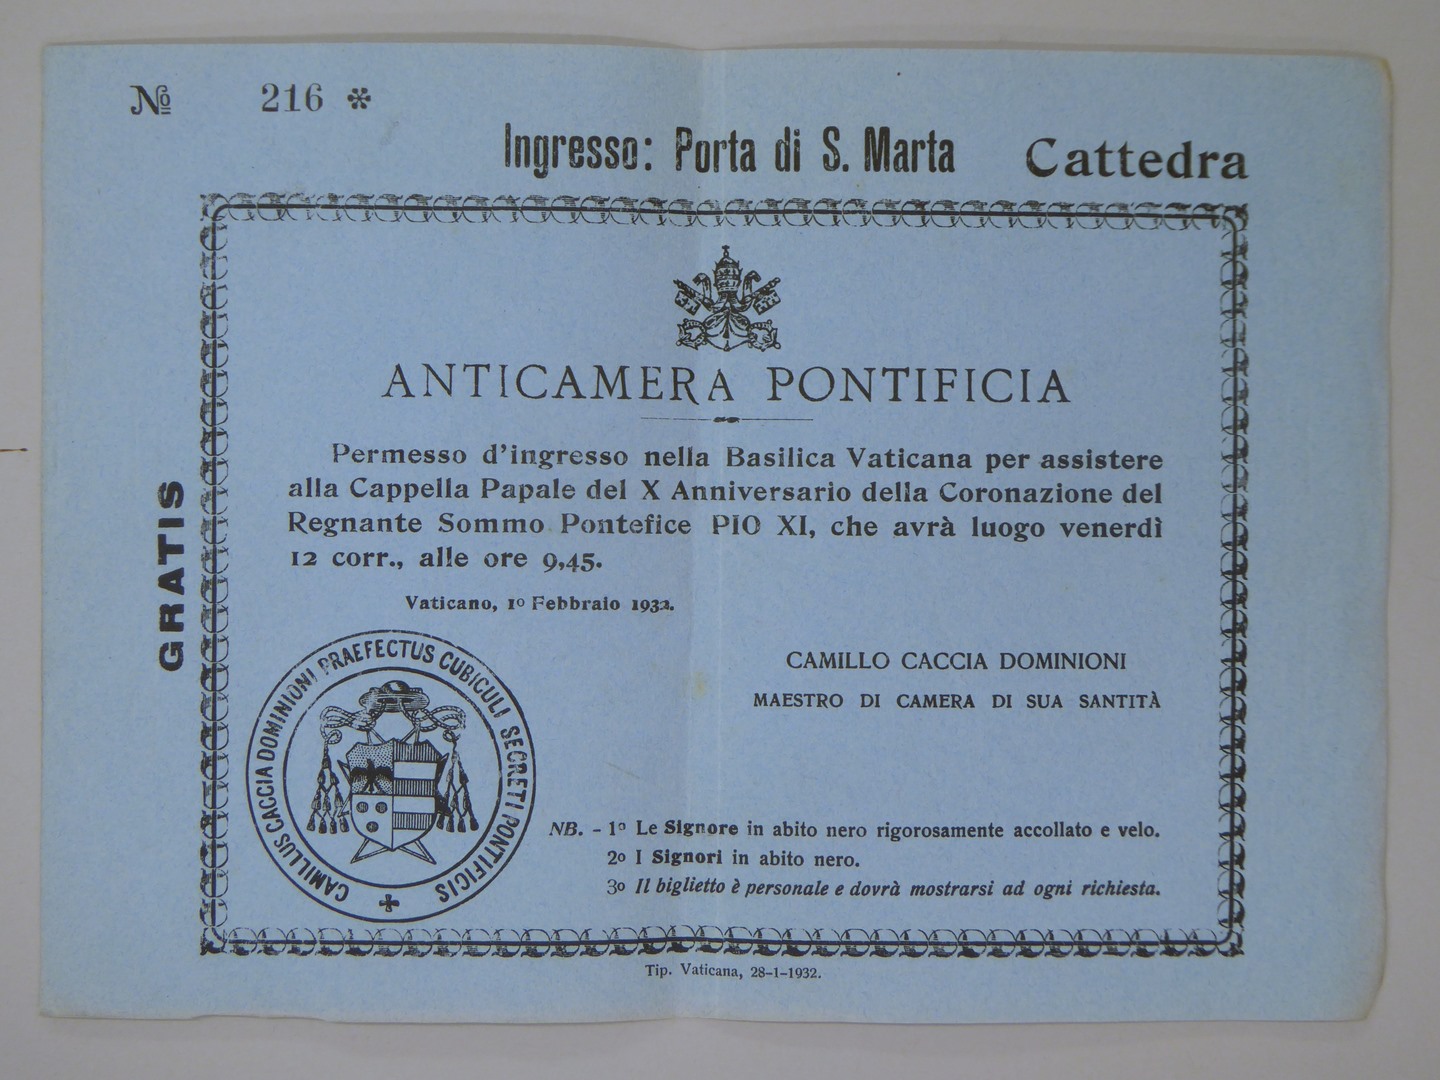 № 216 *
Ingresso: Porta di S. Marta Cattedra
GRATIS
ANTICAMERA PONTIFICIA
Permesso d'ingresso nella Basilica Vaticana per assistere
alla Cappella Papale del X Anniversario della Coronazione del
Regnante Sommo Pontefice PIO XI, che avrà luogo venerdì
12 corr., alle ore 9,45.
Vaticano, 1º Febbraio 1932.
CAMILLO CACCIA DOMINIONI
MAESTRO DI CAMERA DI SUA SANTITÀ
CAMILLUS CACCIA DOMINIONI PRAEFECTUS CUBICULI SECRETI PONTIFICIS
NB. - 1º Le Signore in abito nero rigorosamente accollato e velo.
2º I Signori in abito nero.
3º Il biglietto è personale e dovrà mostrarsi ad ogni richiesta.
Tip. Vaticana, 28-1-1932.